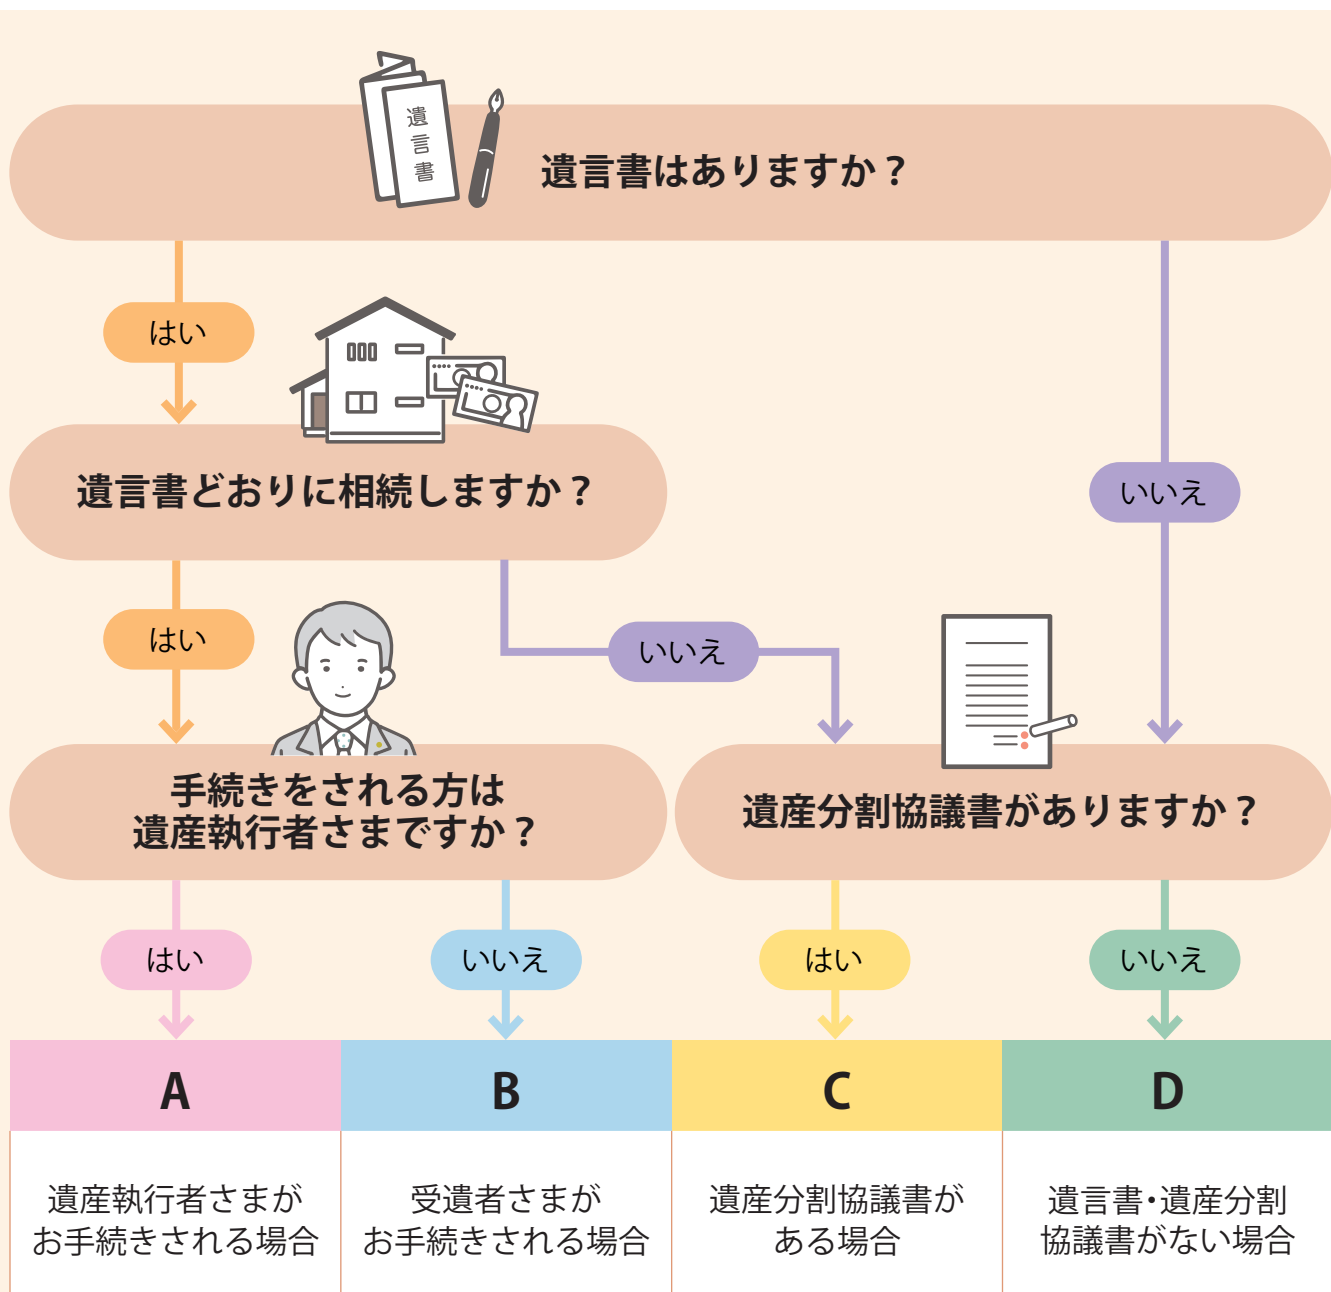 遺言書
遺言書はありますか？
はい
いいえ
遺言書どおりに相続しますか？
はい
いいえ
手続きをされる方は
遺産執行者さまですか？
遺産分割協議書がありますか？
はい
いいえ
はい
いいえ
A
B
C
D
遺産執行者さまが
お手続きされる場合
受遺者さまが
お手続きされる場合
遺産分割協議書が
ある場合
遺言書・遺産分割
協議書がない場合